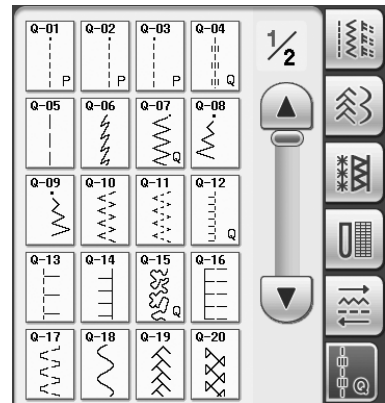 Q-01 Q-02 Q-03 Q-04 1/2
P P P Q
Q-05 Q-06 Q-07 Q-08
Q
Q-09 Q-10 Q-11 Q-12
Q
Q-13 Q-14 Q-15 Q-16
Q
Q-17 Q-18 Q-19 Q-20
Q